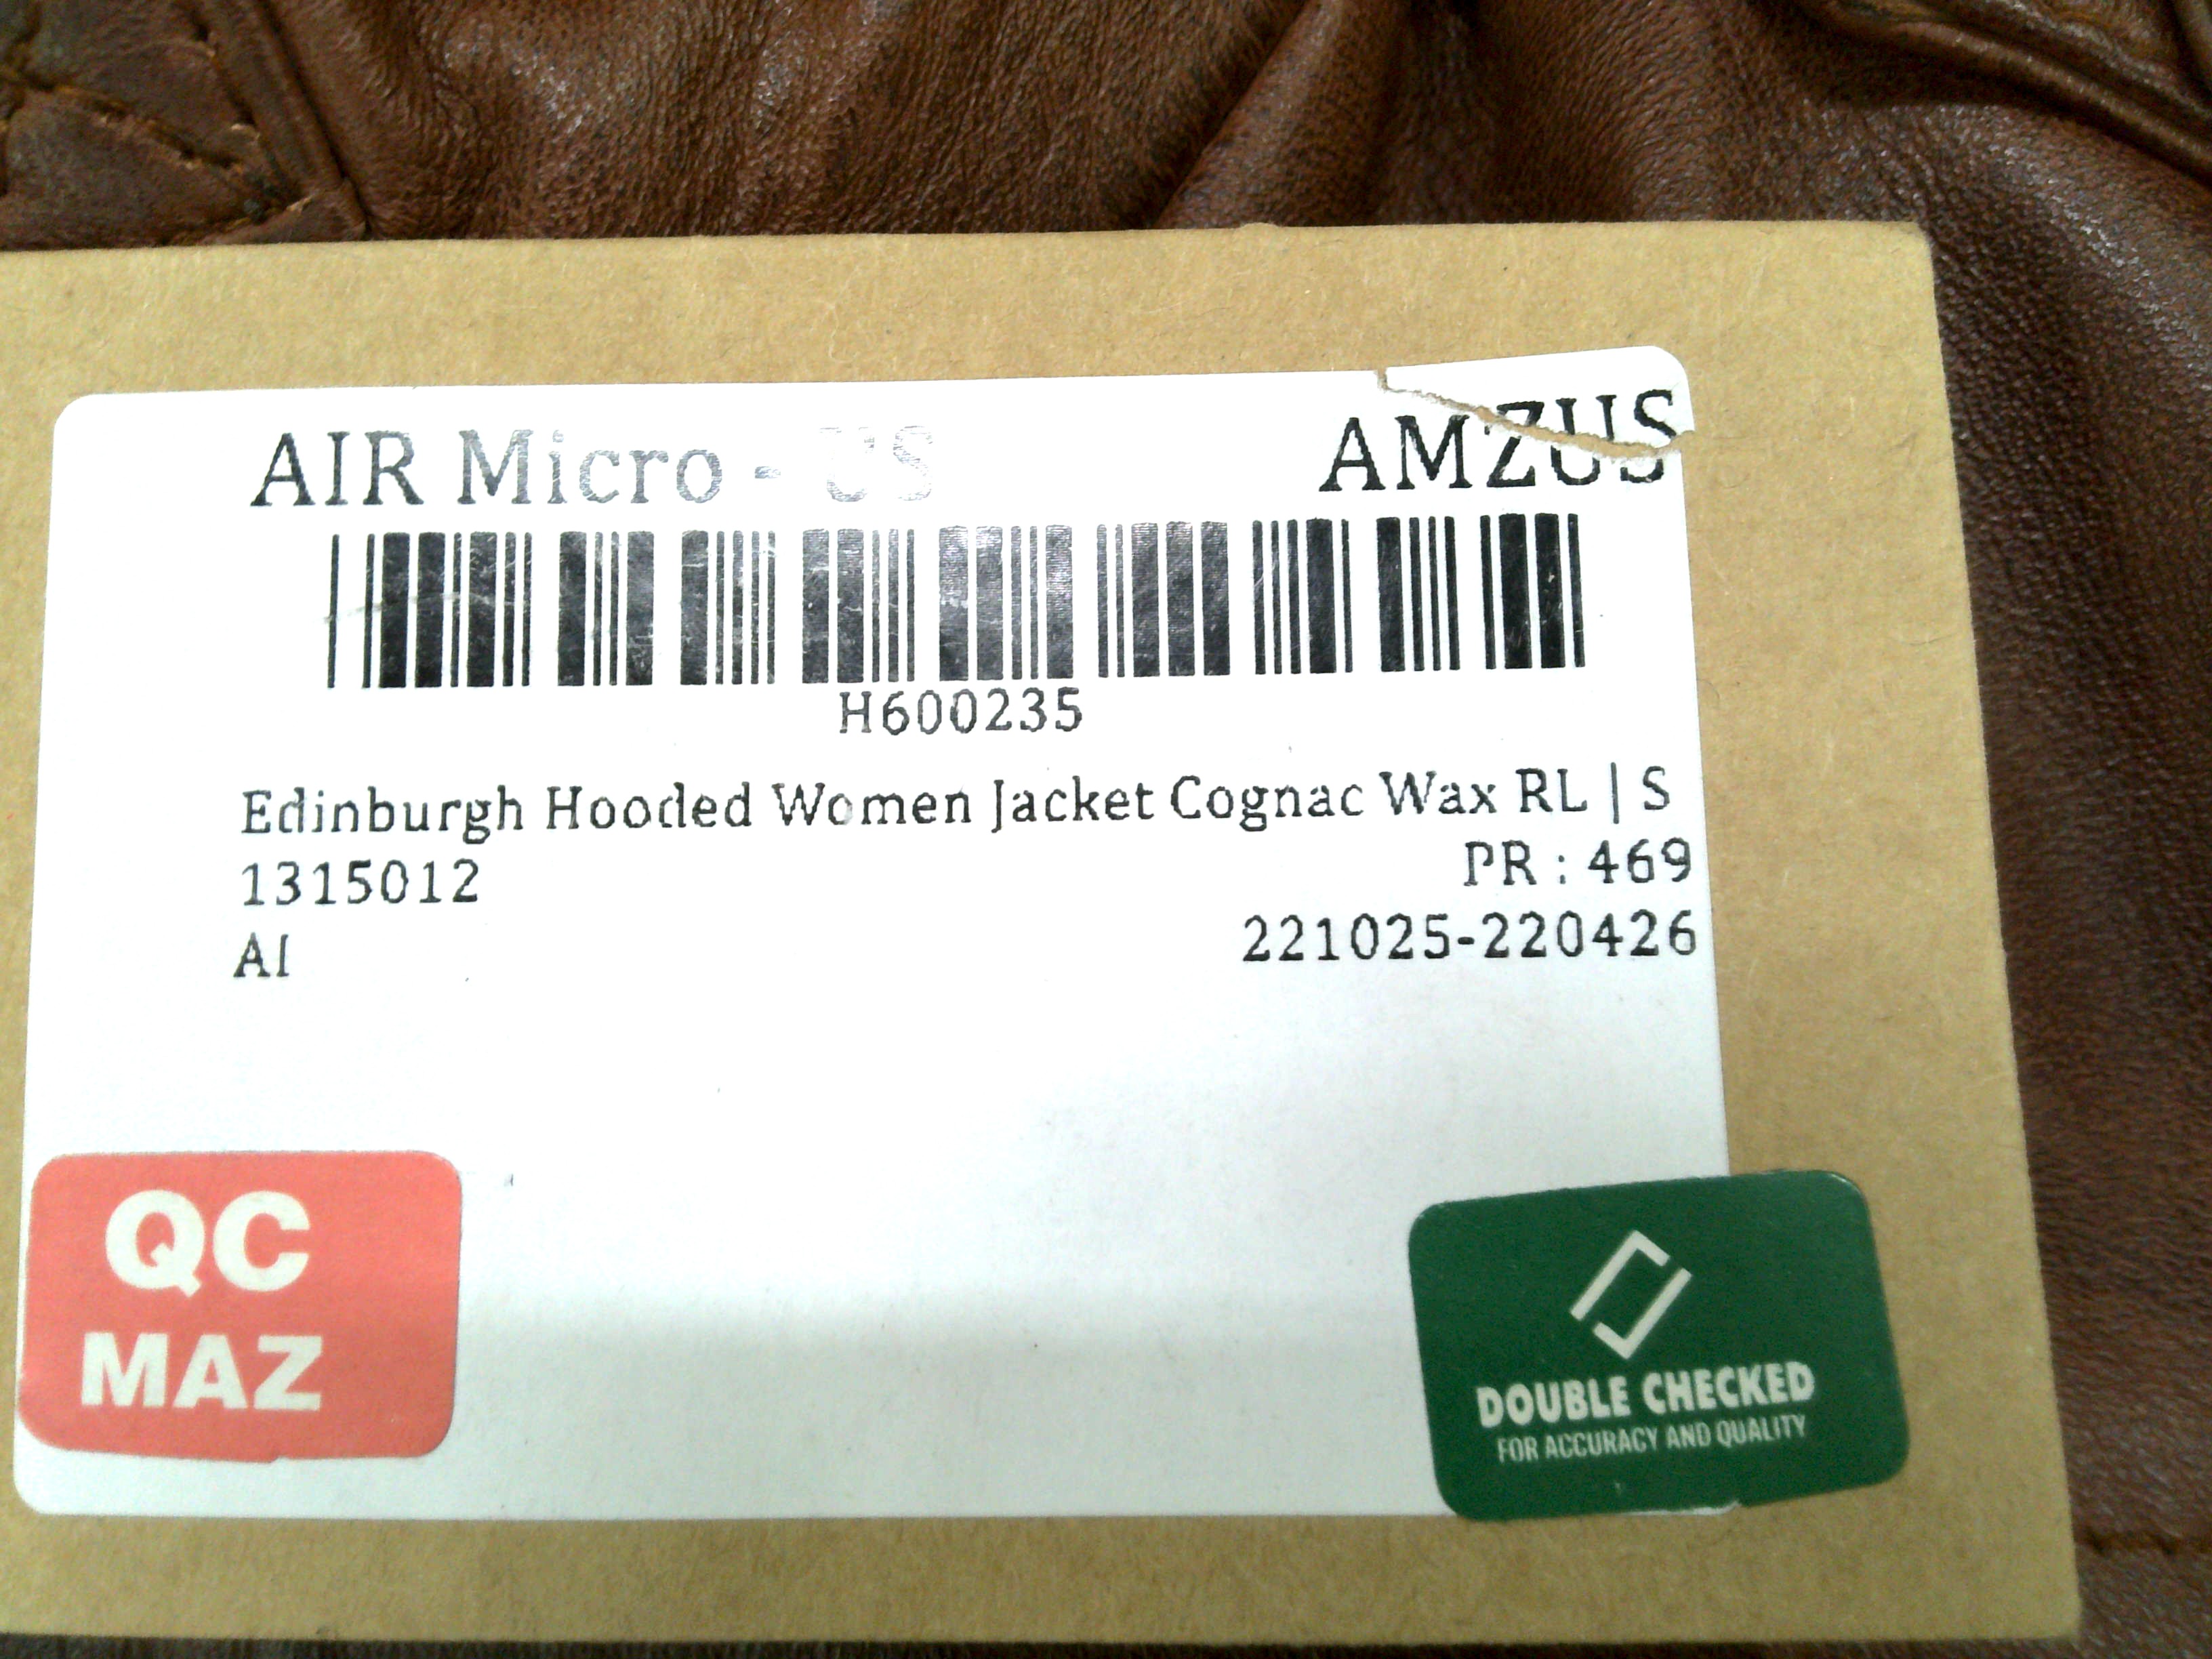 AIR Micro - US
AMZUS
H600235
Edinburgh Hooded Women Jacket Cognac Wax RL | S
1315012
PR : 469
AI
221025-220426
QC
MAZ
DOUBLE CHECKED
FOR ACCURACY AND QUALITY